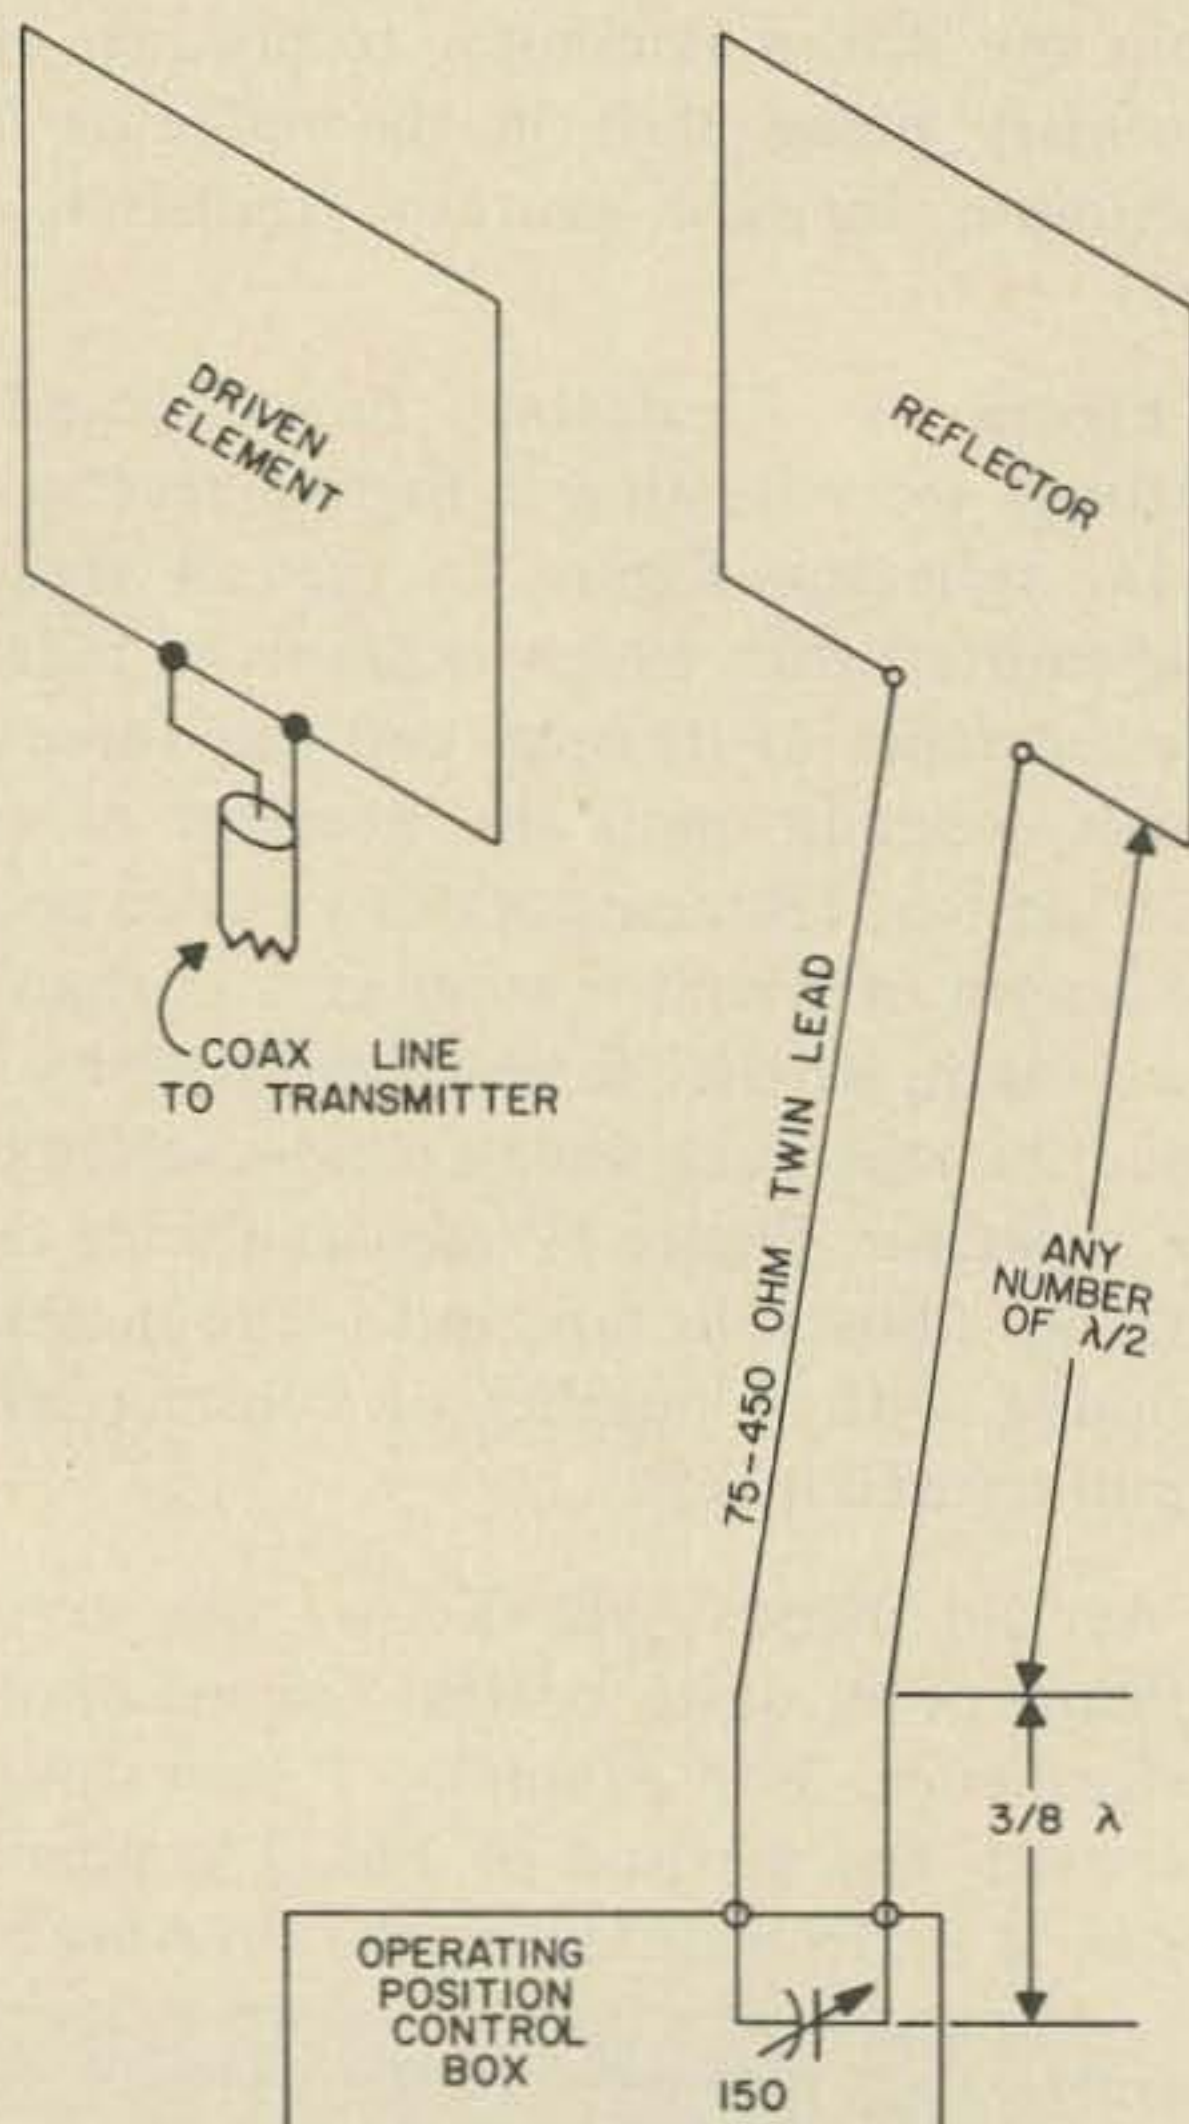 DRIVEN
ELEMENT
REFLECTOR
COAX LINE
TO TRANSMITTER
75-450 OHM TWIN LEAD
ANY
NUMBER
OF λ/2
3/8 λ
OPERATING
POSITION
CONTROL
BOX
150